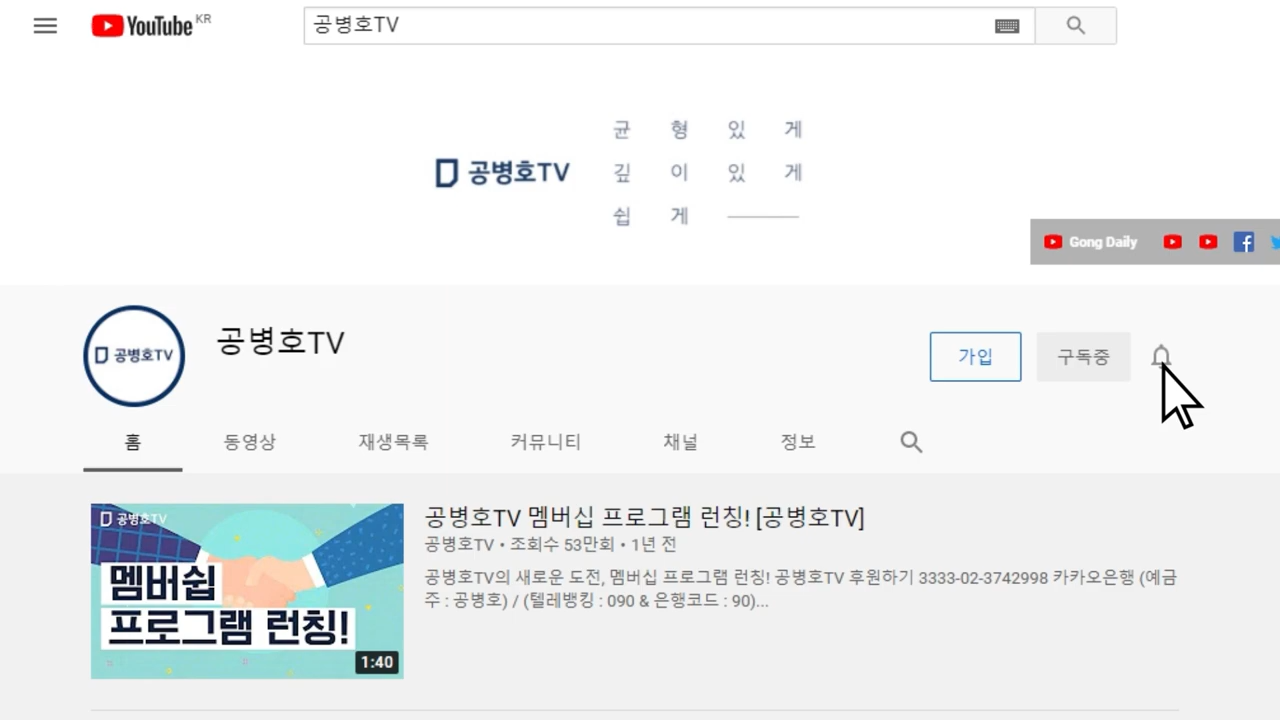 YouTube KR
공병호TV
균 형 있 게
공병호TV
깊 이 있 게
쉽 게
Gong Daily
공병호TV
공병호TV
가입
구독중
홈
동영상
재생목록
커뮤니티
채널
정보
공병호TV
멤버쉽
프로그램 런칭!
1:40
공병호TV 멤버십 프로그램 런칭! [공병호TV]
공병호TV • 조회수 53만회 • 1년 전
공병호TV의 새로운 도전, 멤버십 프로그램 런칭! 공병호TV 후원하기 3333-02-3742998 카카오은행 (예금
주 : 공병호) / (텔레뱅킹 : 090 & 은행코드 : 90)...